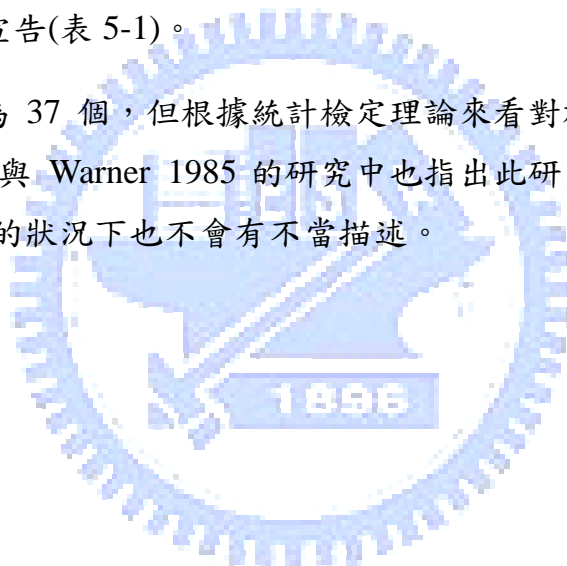 宣告(表 5-1)。
為 37 個，但根據統計檢定理論來看對
與 Warner 1985 的研究中也指出此研
的狀況下也不會有不當描述。
1896